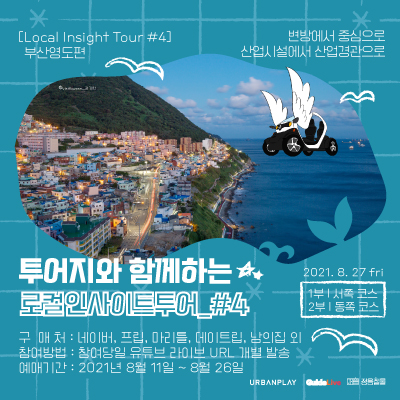 [Local Insight Tour #4]
부산영도편
변방에서 중심으로
산업시설에서 산업경관으로
투어지와 함께하는
로컬인사이트투어_#4
2021. 8. 27 fri
1부 | 서쪽 코스
2부 | 동쪽 코스
구 매 처 : 네이버, 프립, 마리톨, 데이트립, 남의집 외
참여방법 : 참여당일 유튜브 라이브 URL 개별 발송
예매기간 : 2021년 8월 11일 ~ 8월 26일
URBANPLAY